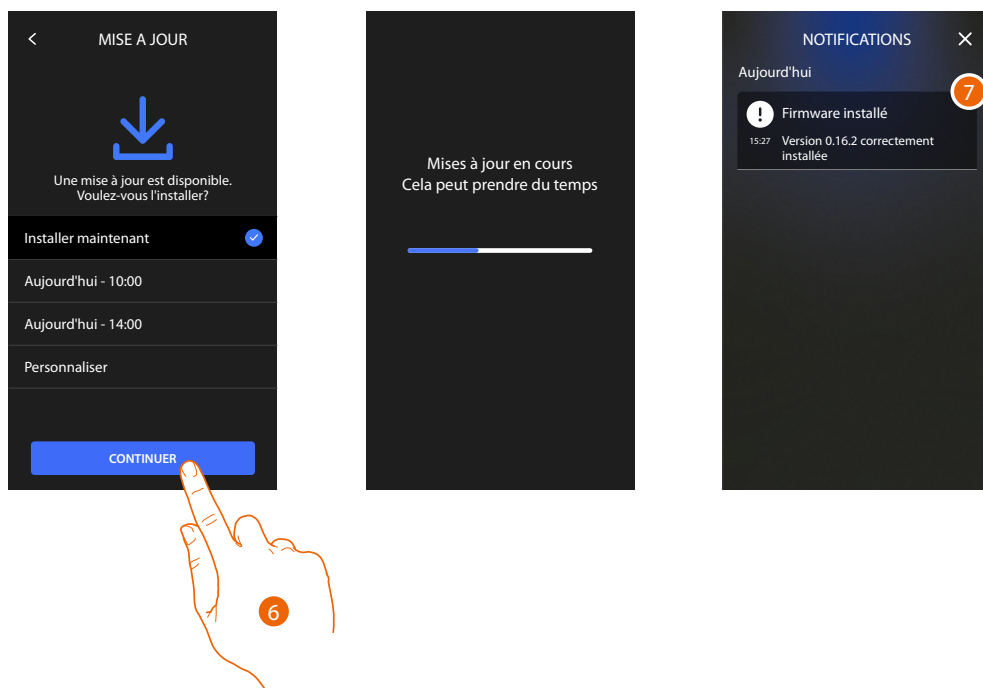 MISE A JOUR
Une mise à jour est disponible.
Voulez-vous l'installer?
Installer maintenant
Aujourd'hui - 10:00
Aujourd'hui - 14:00
Personnaliser
CONTINUER
6
Mises à jour en cours
Cela peut prendre du temps
NOTIFICATIONS
Aujourd'hui
7
Firmware installé
15:27 Version 0.16.2 correctement
installée